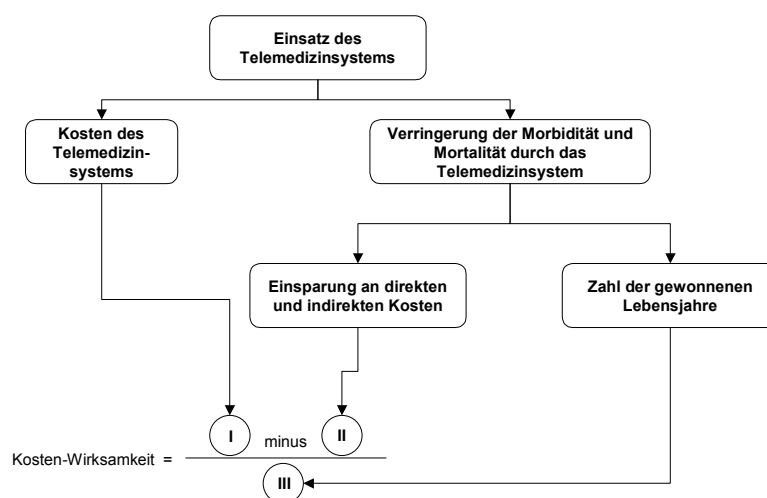 Einsatz des
Telemedizinsystems
Kosten des
Telemedizin-
systems
Verringerung der Morbidität und
Mortalität durch das
Telemedizinsystem
Einsparung an direkten
und indirekten Kosten
Zahl der gewonnenen
Lebensjahre
I minus II
Kosten-Wirksamkeit =
III